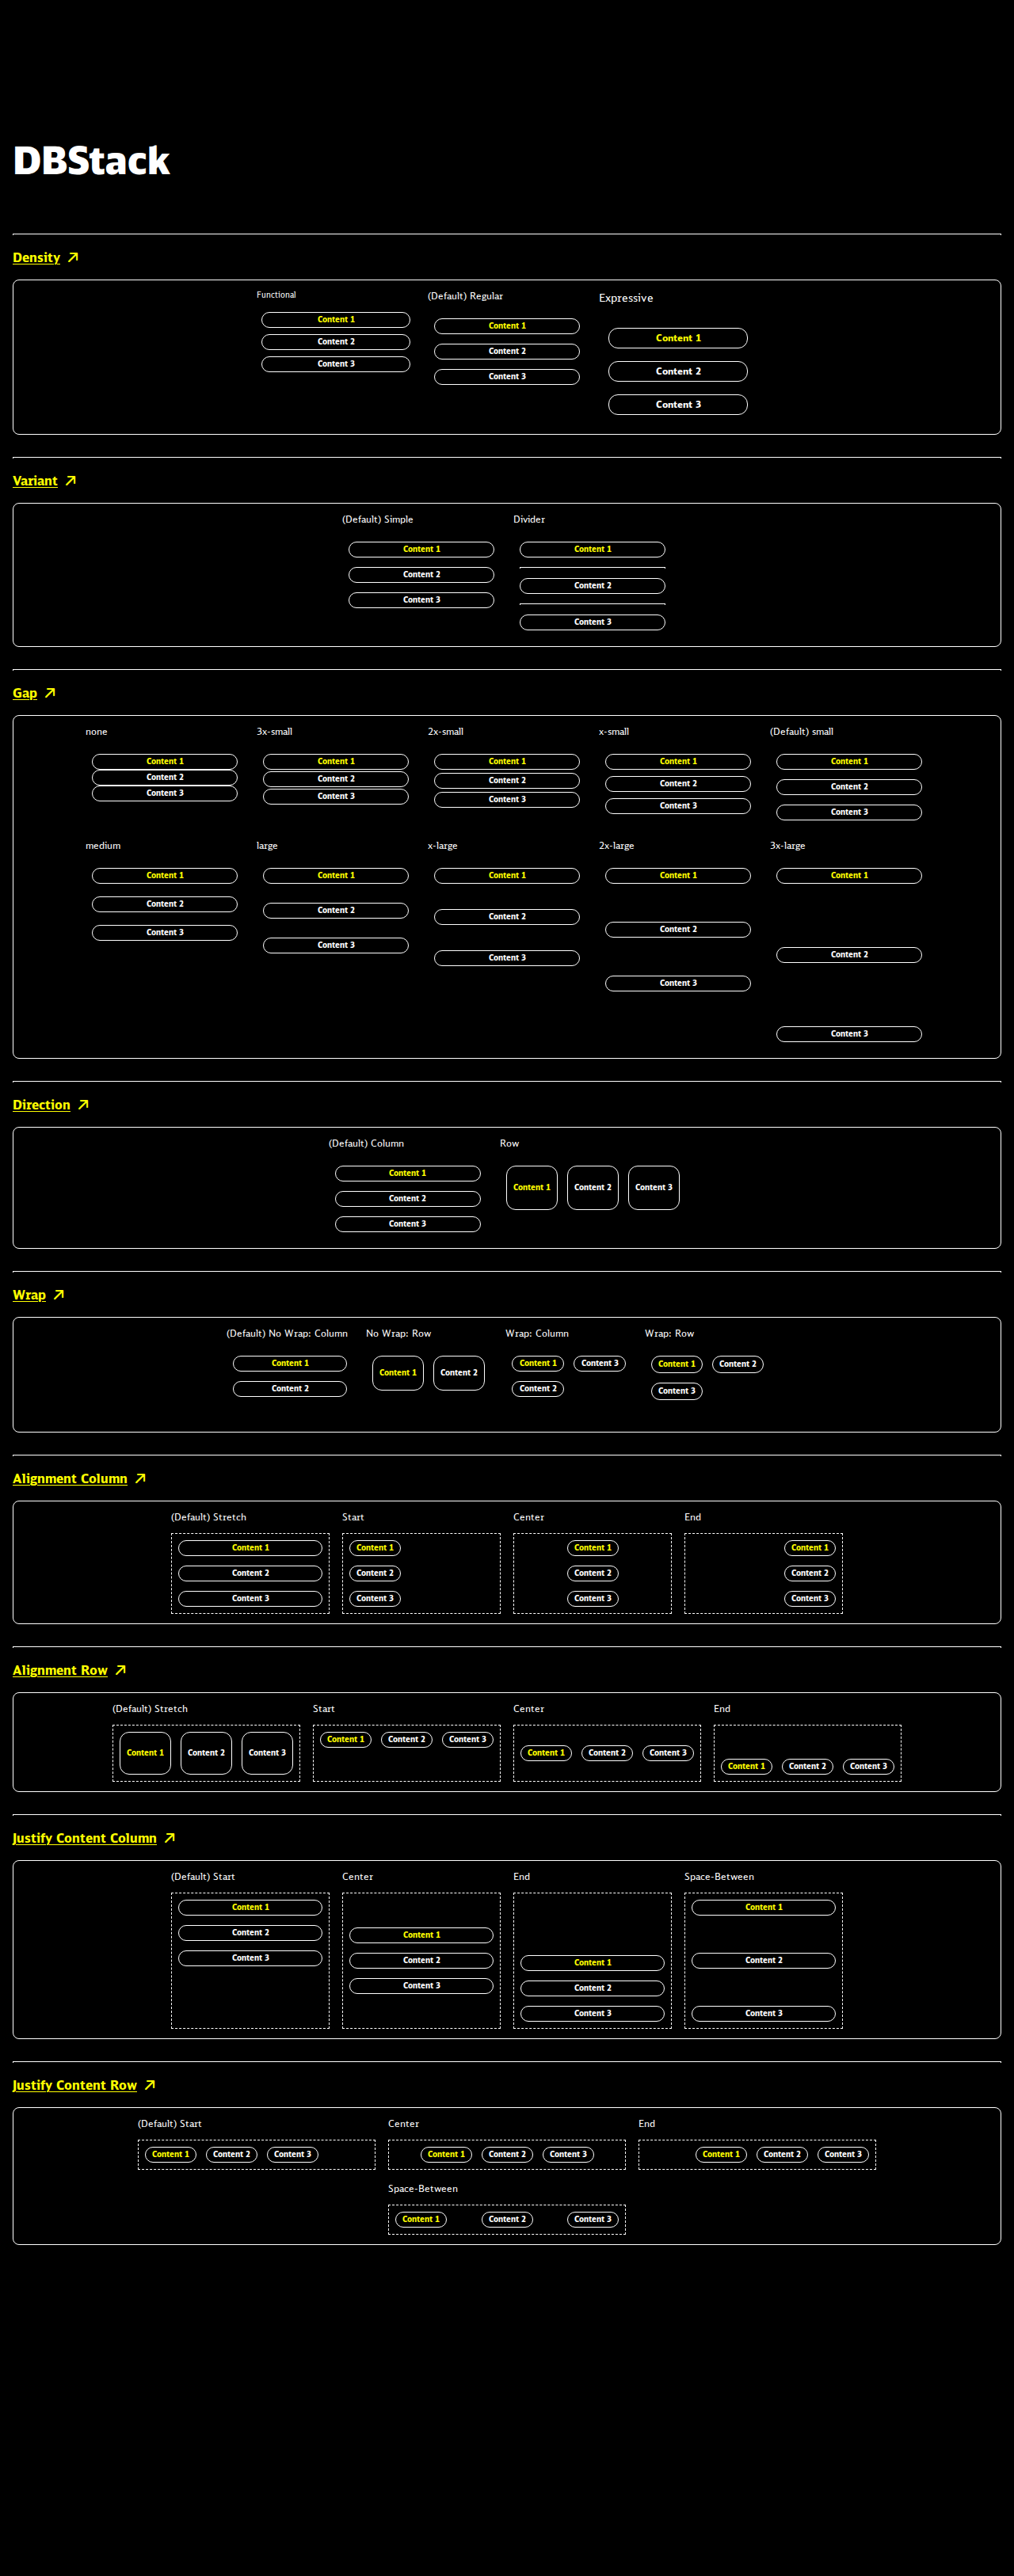 DBStack
Density
Functional (Default) Regular Expressive
Content 1 Content 1 Content 1
Content 2 Content 2 Content 2
Content 3 Content 3 Content 3
Variant
(Default) Simple Divider
Content 1 Content 1
Content 2 Content 2
Content 3 Content 3
Gap
none 3x-small 2x-small x-small (Default) small
Content 1 Content 1 Content 1 Content 1 Content 1
Content 2 Content 2 Content 2 Content 2 Content 2
Content 3 Content 3 Content 3 Content 3 Content 3
medium large x-large 2x-large 3x-large
Content 1 Content 1 Content 1 Content 1 Content 1
Content 2 Content 2 Content 2 Content 2 Content 2
Content 3 Content 3 Content 3 Content 3 Content 3
Direction
(Default) Column Row
Content 1 Content 1 Content 2 Content 3
Content 2
Content 3
Wrap
(Default) No Wrap: Column No Wrap: Row Wrap: Column Wrap: Row
Content 1 Content 1 Content 2 Content 1 Content 3 Content 1 Content 2
Content 2 Content 2 Content 3
Alignment Column
(Default) Stretch Start Center End
Content 1 Content 1 Content 1 Content 1
Content 2 Content 2 Content 2 Content 2
Content 3 Content 3 Content 3 Content 3
Alignment Row
(Default) Stretch Start Center End
Content 1 Content 2 Content 3 Content 1 Content 2 Content 3 Content 1 Content 2 Content 3 Content 1 Content 2 Content 3
Justify Content Column
(Default) Start Center End Space-Between
Content 1 Content 1 Content 1 Content 1
Content 2 Content 2 Content 2 Content 2
Content 3 Content 3 Content 3 Content 3
Justify Content Row
(Default) Start Center End
Content 1 Content 2 Content 3 Content 1 Content 2 Content 3 Content 1 Content 2 Content 3
Space-Between
Content 1 Content 2 Content 3